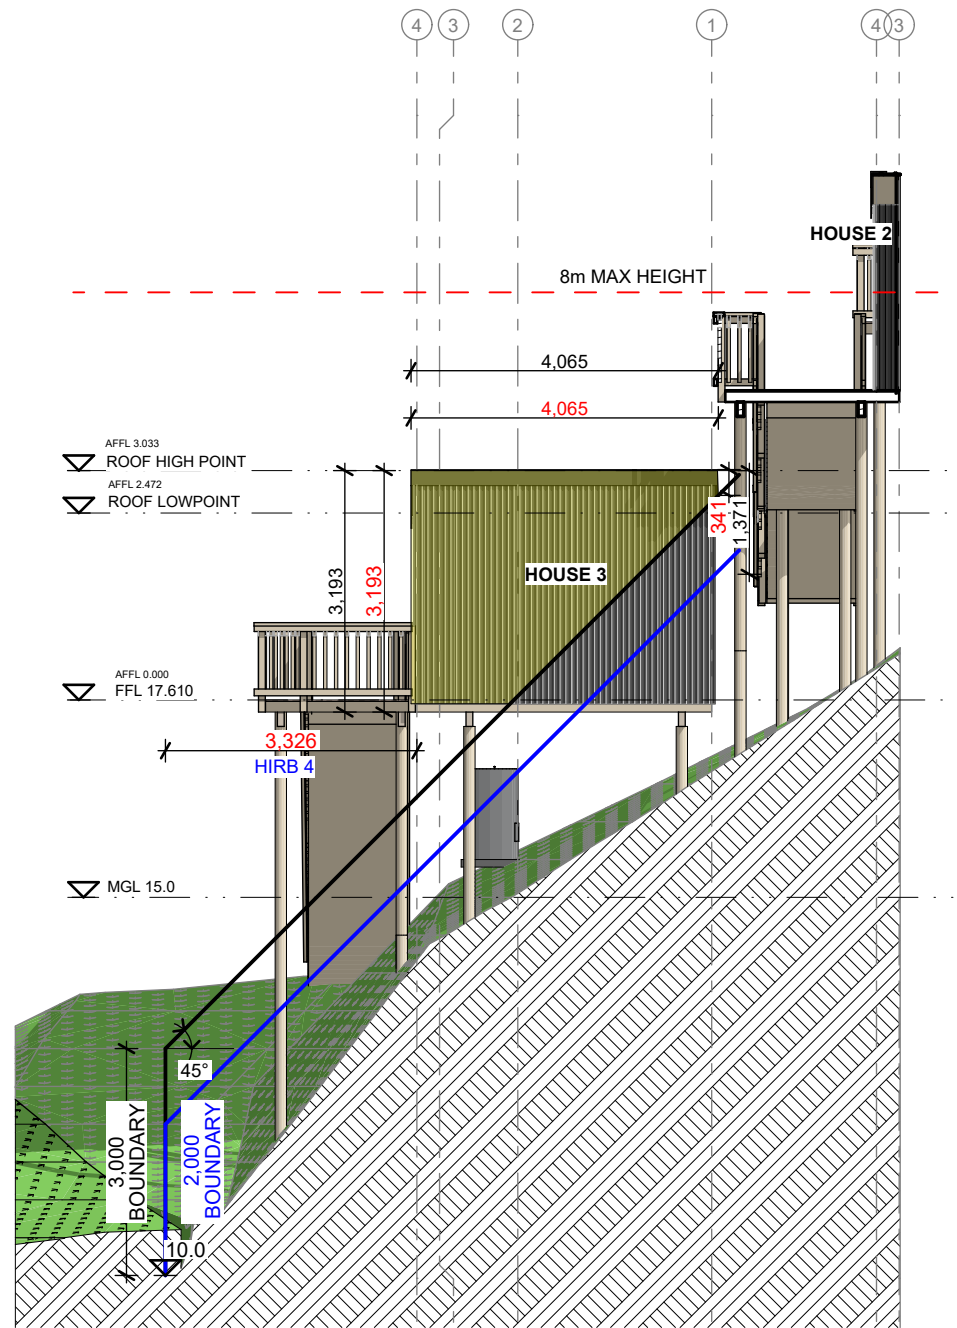 4 3 2 1 4 3
HOUSE 2
8m MAX HEIGHT
4,065
4,065
AFFL 3.033
ROOF HIGH POINT
AFFL 2.472
ROOF LOWPOINT
341
1,371
HOUSE 3
3,193
3,193
AFFL 0.000
FFL 17.610
3,326
HIRB 4
MGL 15.0
45°
3,000
BOUNDARY
2,000
BOUNDARY
10.0